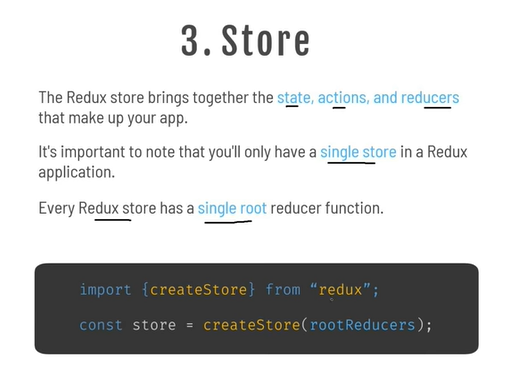 3. Store
The Redux store brings together the state, actions, and reducers
that make up your app.
It's important to note that you'll only have a single store in a Redux
application.
Every Redux store has a single root reducer function.
import {createStore} from “redux”;
const store = createStore(rootReducers);